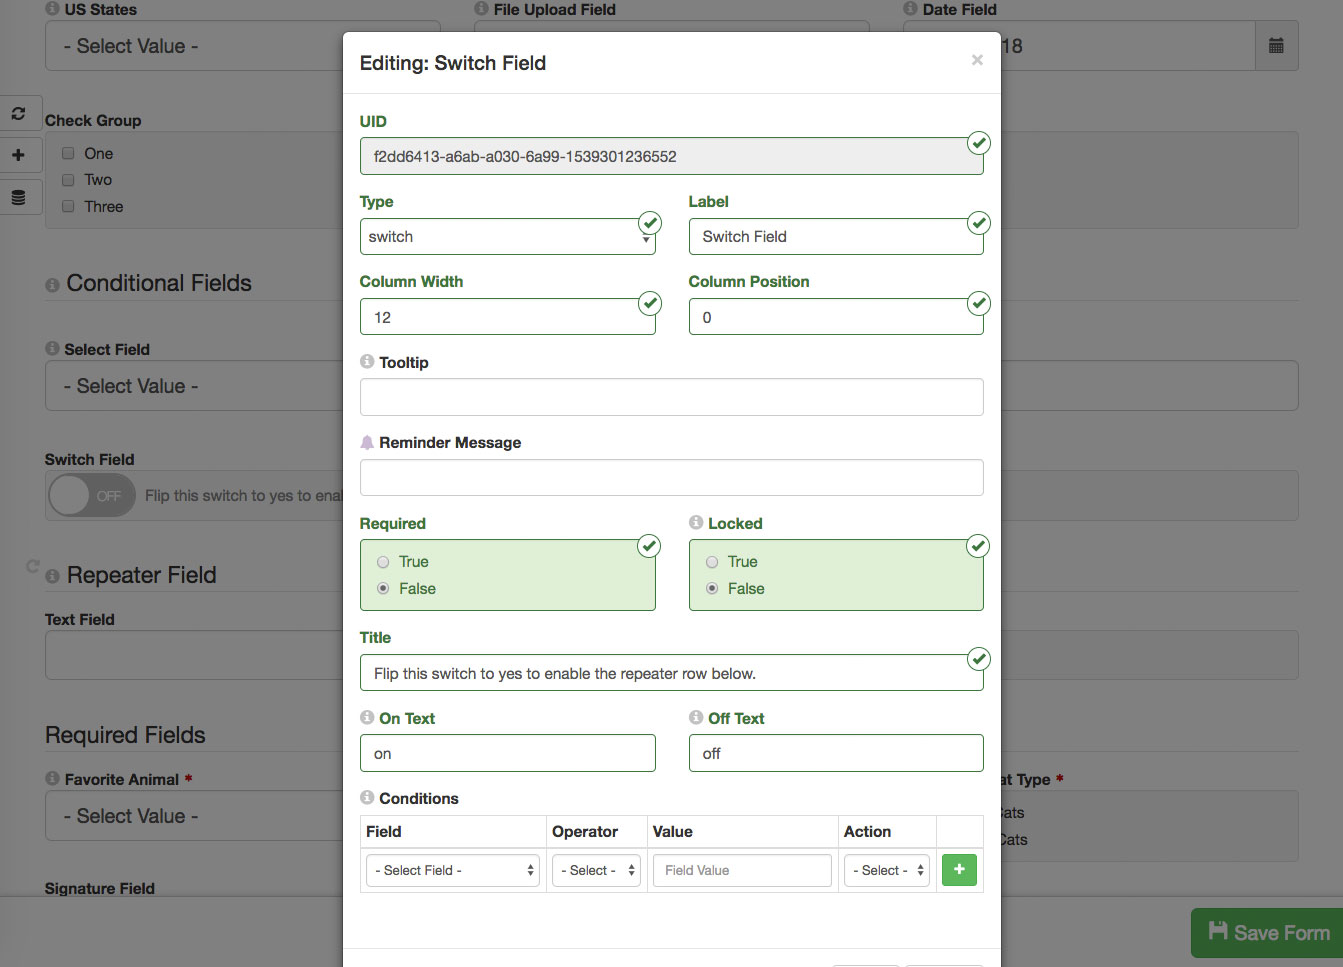 US States
File Upload Field
Date Field
- Select Value -
18
Check Group
One
Two
Three
Conditional Fields
Select Field
- Select Value -
Switch Field
OFF
Flip this switch to yes to enal
Repeater Field
Text Field
Required Fields
Favorite Animal *
- Select Value -
Signature Field
at Type *
Cats
Cats
Save Form
Editing: Switch Field
×
UID
f2dd6413-a6ab-a030-6a99-1539301236552
Type
Label
switch
Switch Field
Column Width
Column Position
12
0
Tooltip
Reminder Message
Required
Locked
True
True
False
False
Title
Flip this switch to yes to enable the repeater row below.
On Text
Off Text
on
off
Conditions
Field Operator Value Action
- Select Field - - Select - Field Value - Select - +